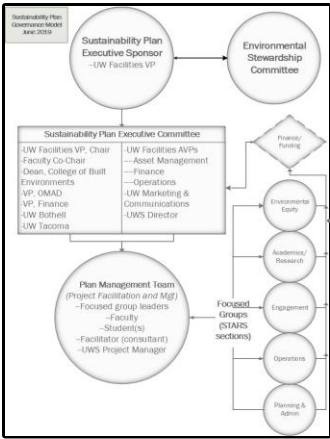 Sustainability Plan
Governance Model
June 2019
Sustainability Plan
Executive Sponsor
–UW Facilities VP
Environmental
Stewardship
Committee
Sustainability Plan Executive Committee
-UW Facilities VP, Chair
-Faculty Co-Chair
-Dean, College of Built
Environments
-VP, OMAD
-VP, Finance
-UW Bothell
-UW Tacoma
-UW Facilities AVPs
----Asset Management
----Finance
----Operations
-UW Marketing &
Communications
-UWS Director
Finance/
Funding
Environmental
Equity
Academics/
Research
Engagement
Operations
Planning &
Admin
Focused
Groups
(STARS
sections)
Plan Management Team
(Project Facilitation and Mgt)
–Focused group leaders
–Faculty
–Student(s)
–Facilitator (consultant)
–UWS Project Manager